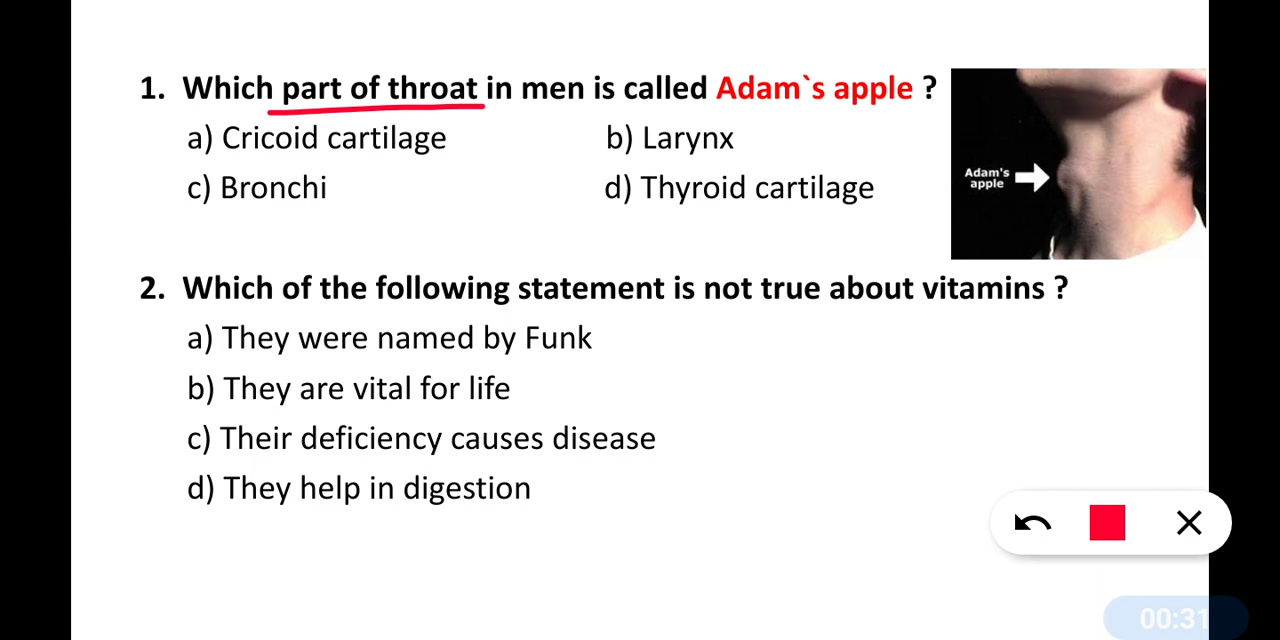 1. Which part of throat in men is called Adam`s apple ?
a) Cricoid cartilage b) Larynx
c) Bronchi d) Thyroid cartilage
Adam's
apple
2. Which of the following statement is not true about vitamins ?
a) They were named by Funk
b) They are vital for life
c) Their deficiency causes disease
d) They help in digestion
00:31